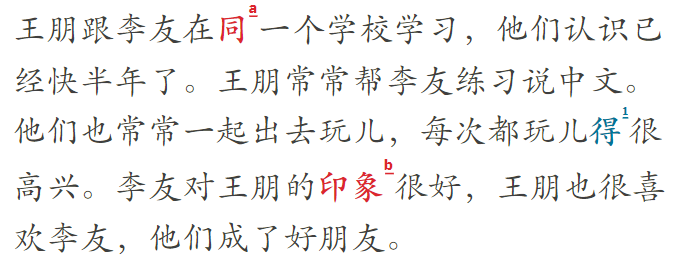 王朋跟李友在同ª一个学校学习，他们认识已
经快半年了。王朋常常帮李友练习说中文。
他们也常常一起出去玩儿，每次都玩儿得¹很
高兴。李友对王朋的印象ᵇ很好，王朋也很喜
欢李友，他们成了好朋友。